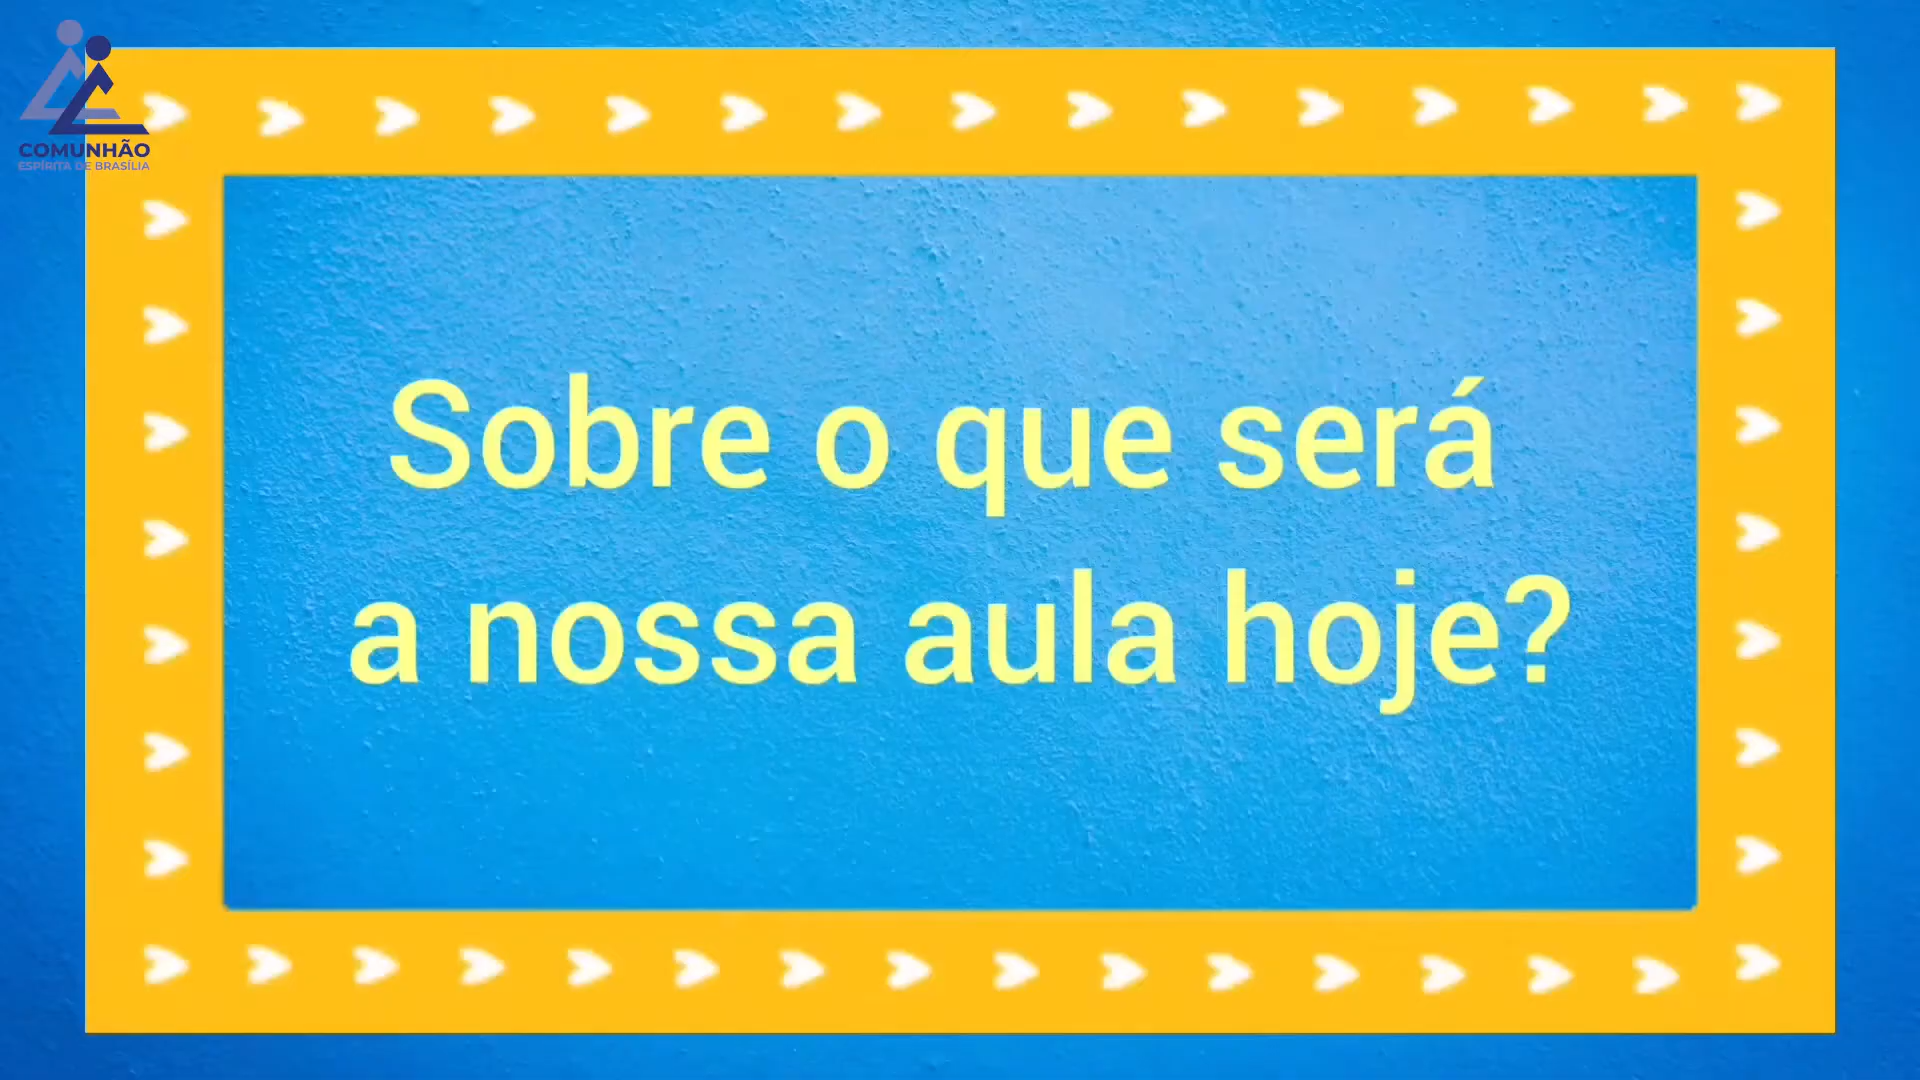 COMUNHÃO
ESPÍRITA DE BRASÍLIA
Sobre o que será
a nossa aula hoje?